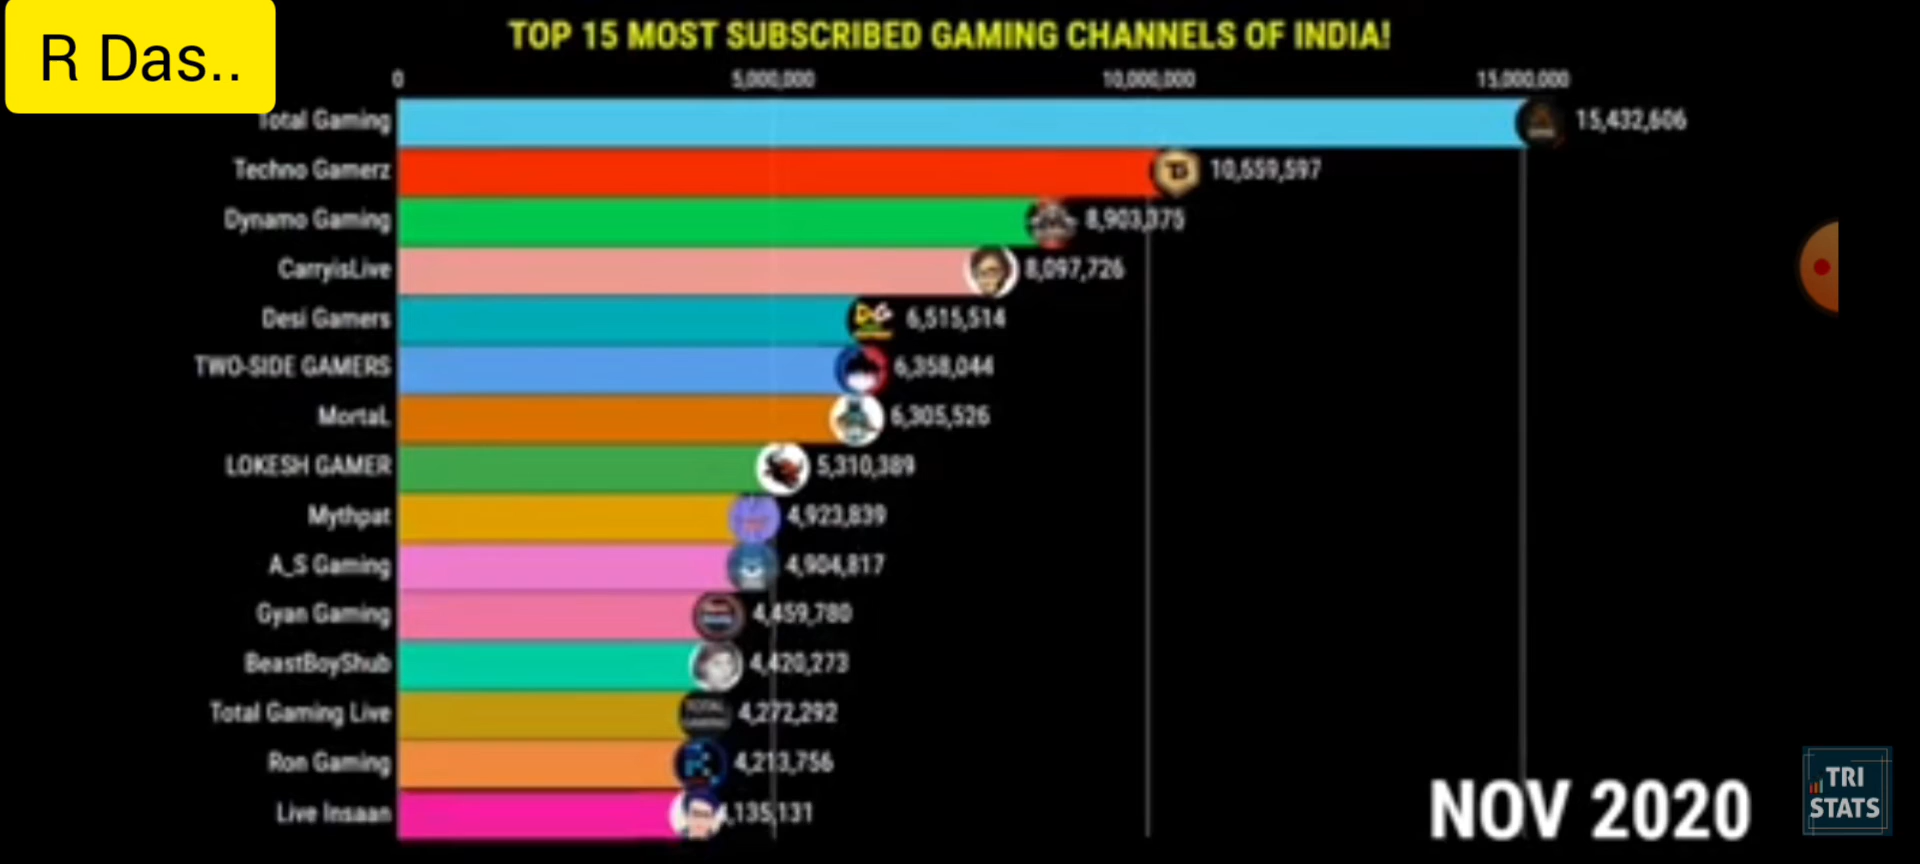 R Das..
TOP 15 MOST SUBSCRIBED GAMING CHANNELS OF INDIA!
0 5,000,000 10,000,000 15,000,000
Total Gaming 15,432,606
Techno Gamerz 10,559,597
Dynamo Gaming 8,903,375
CarryisLive 8,097,726
Desi Gamers DG 6,515,514
TWO-SIDE GAMERS 6,358,044
MortaL 6,305,526
LOKESH GAMER 5,310,389
Mythpat 4,923,839
A_S Gaming 4,904,817
Gyan Gaming 4,459,780
BeastBoyShub 4,420,273
Total Gaming Live TOTAL GAMING 4,272,292
Ron Gaming 4,213,756
Live Insaan 4,135,131
NOV 2020
TRI
STATS